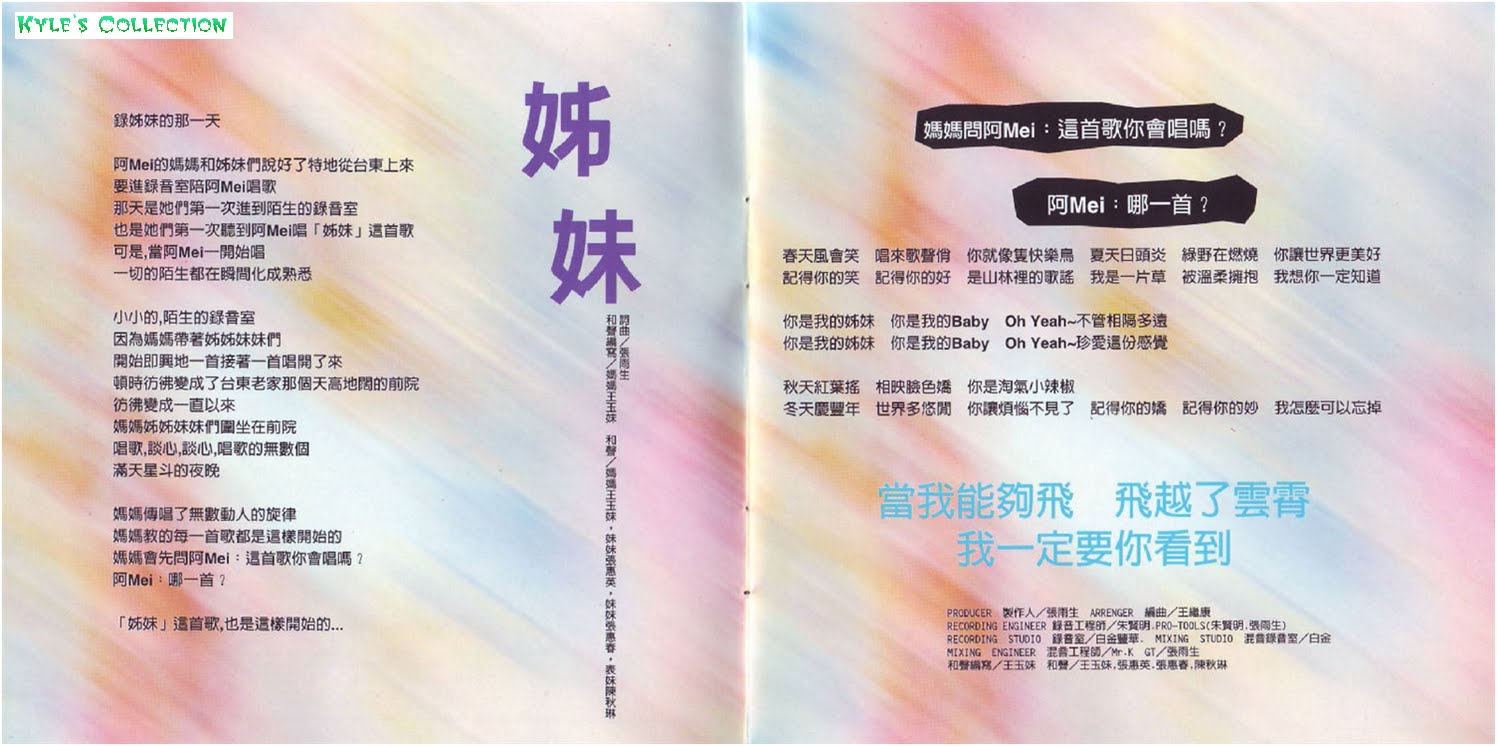 KYLE'S COLLECTION
錄姊妹的那一天
阿Mei的媽媽和姊妹們說好了特地從台東上來
要進錄音室陪阿Mei唱歌
那天是她們第一次進到陌生的錄音室
也是她們第一次聽到阿Mei唱「姊妹」這首歌
可是,當阿Mei一開始唱
一切的陌生都在瞬間化成熟悉
小小的,陌生的錄音室
因為媽媽帶著姊姊妹妹們
開始即興地一首接著一首唱開了來
頓時彷彿變成了台東老家那個天高地闊的前院
彷彿變成一直以來
媽媽姊姊妹妹們圍坐在前院
唱歌,談心,談心,唱歌的無數個
滿天星斗的夜晚
媽媽傳唱了無數動人的旋律
媽媽教的每一首歌都是這樣開始的
媽媽會先問阿Mei：這首歌你會唱嗎？
阿Mei：哪一首？
「姊妹」這首歌,也是這樣開始的...
姊妹
詞曲／張雨生
和聲編寫／媽媽王玉妹　和聲／媽媽王玉妹，妹妹張惠英，妹妹張惠春，表妹陳秋琳
媽媽問阿Mei：這首歌你會唱嗎？
阿Mei：哪一首？
春天風會笑　唱來歌聲俏　你就像隻快樂鳥　夏天日頭炎　綠野在燃燒　你讓世界更美好
記得你的笑　記得你的好　是山林裡的歌謠　我是一片草　被溫柔擁抱　我想你一定知道
你是我的姊妹　你是我的Baby　Oh Yeah~不管相隔多遠
你是我的姊妹　你是我的Baby　Oh Yeah~珍愛這份感覺
秋天紅葉搖　相映臉色嬌　你是淘氣小辣椒
冬天慶豐年　世界多悠閒　你讓煩惱不見了　記得你的嬌　記得你的妙　我怎麼可以忘掉
當我能夠飛　飛越了雲霄
我一定要你看到
PRODUCER 製作人／張雨生 ARRENGER 編曲／王繼康
RECORDING ENGINEER 錄音工程師／朱賢明.PRO-TOOLS(朱賢明.張雨生)
RECORDING STUDIO 錄音室／白金豐華. MIXING STUDIO 混音錄音室／白金
MIXING ENGINEER 混音工程師／Mr.K GT／張雨生
和聲編寫／王玉妹 和聲／王玉妹.張惠英.張惠春.陳秋琳